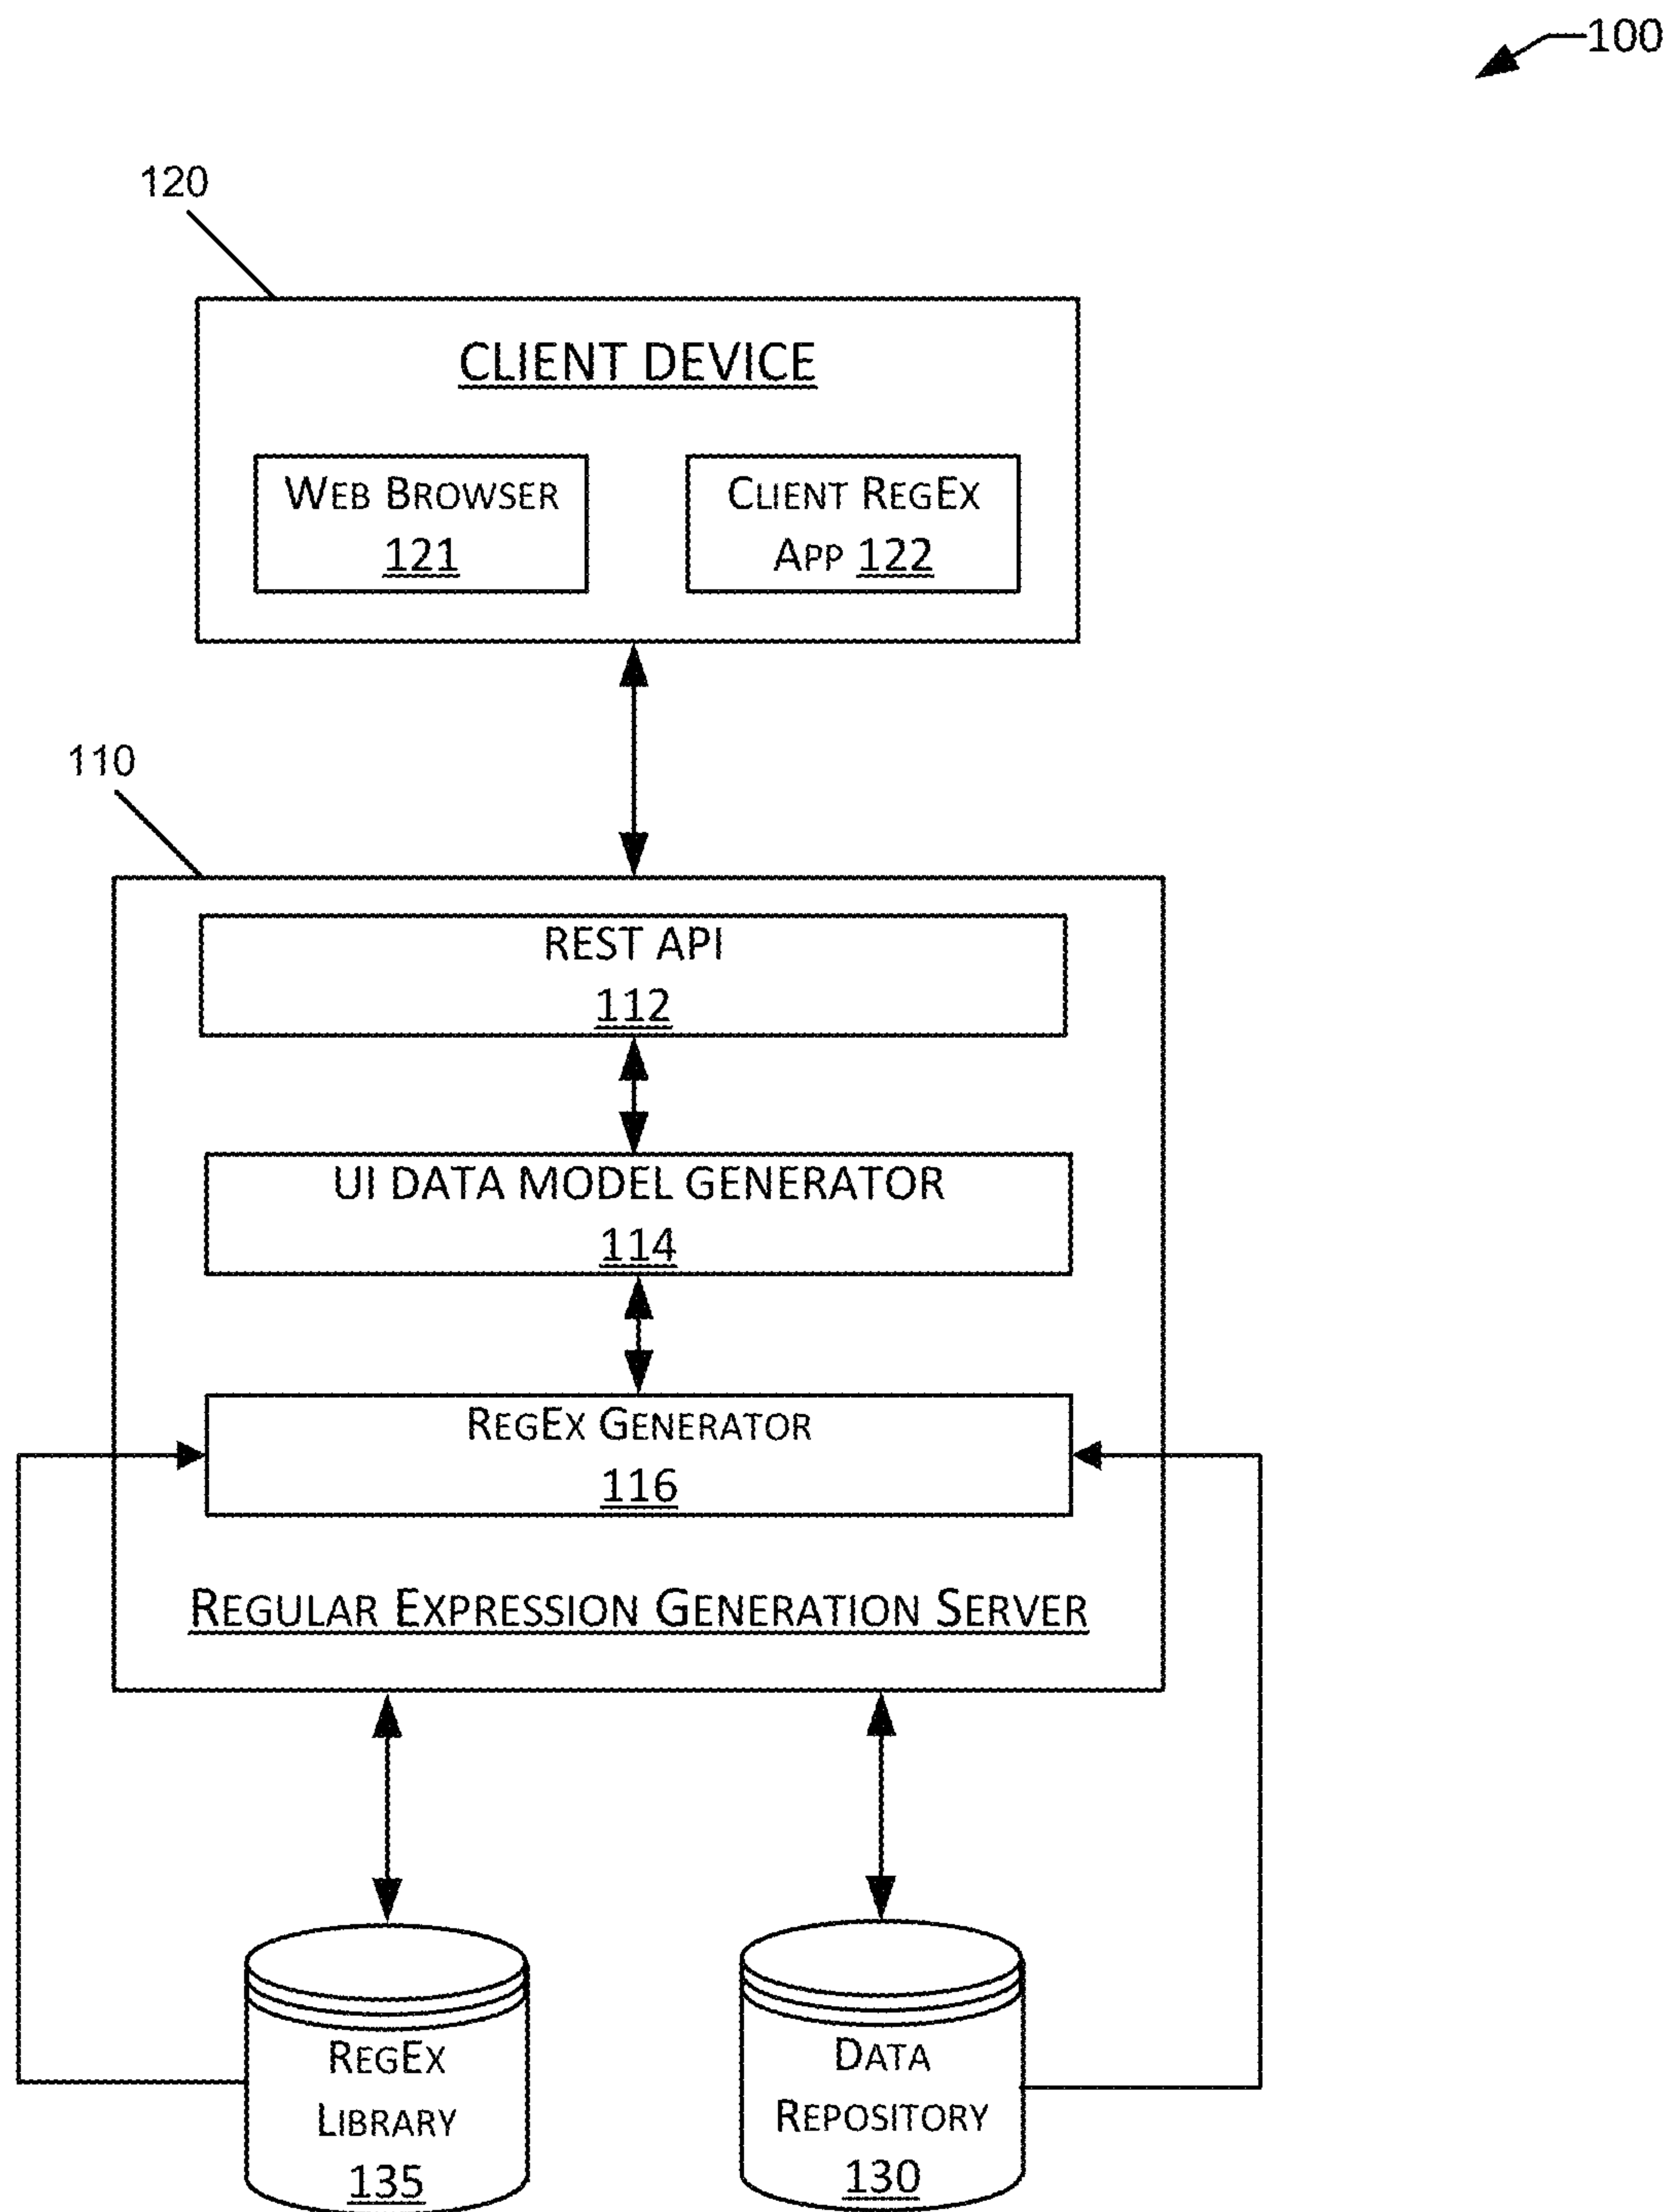 100
120
CLIENT DEVICE
WEB BROWSER
121
CLIENT REGEX
APP 122
110
REST API
112
UI DATA MODEL GENERATOR
114
REGEX GENERATOR
116
REGULAR EXPRESSION GENERATION SERVER
REGEX
LIBRARY
135
DATA
REPOSITORY
130